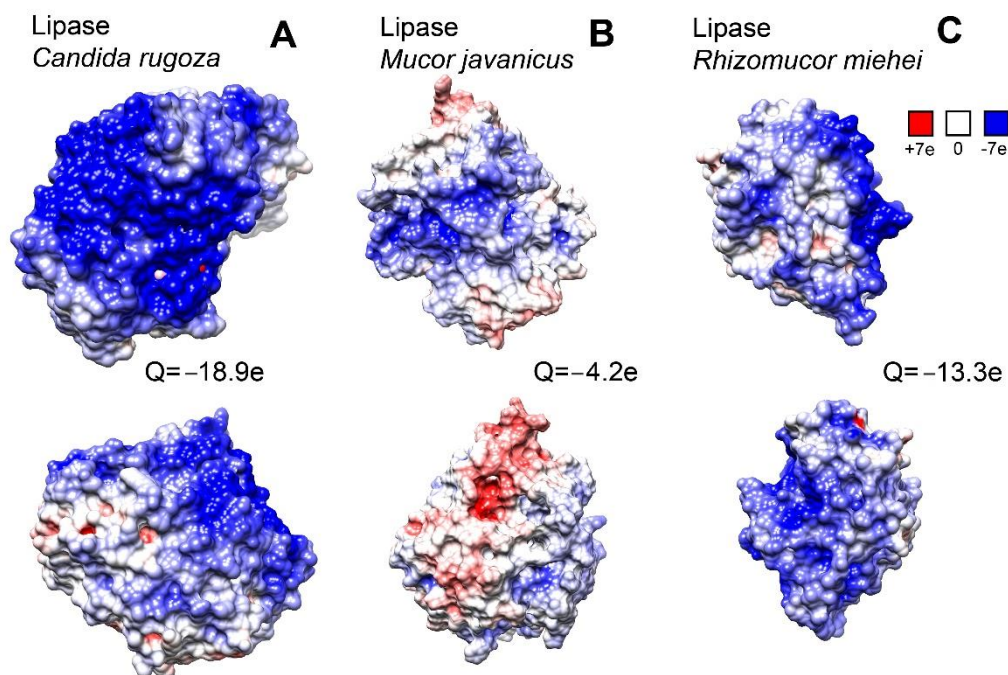 Lipase
Candida rugoza
A
Lipase
Mucor javanicus
B
Lipase
Rhizomucor miehei
C
+7e 0 -7e
Q= −18.9e
Q= −4.2e
Q= −13.3e